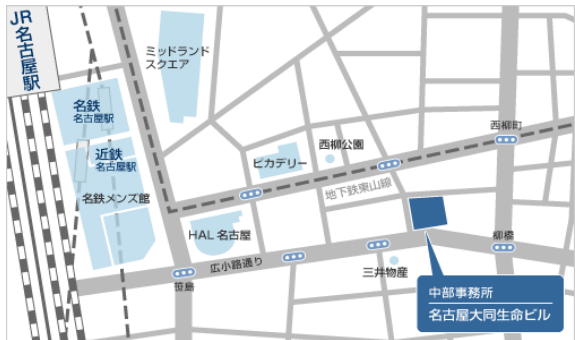 JR名古屋駅
ミッドランド
スクエア
名鉄
名古屋駅
近鉄
名古屋駅
名鉄メンズ館
ピカデリー
西柳公園
西柳町
地下鉄東山線
HAL 名古屋
広小路通り
笹島
三井物産
柳橋
中部事務所
名古屋大同生命ビル